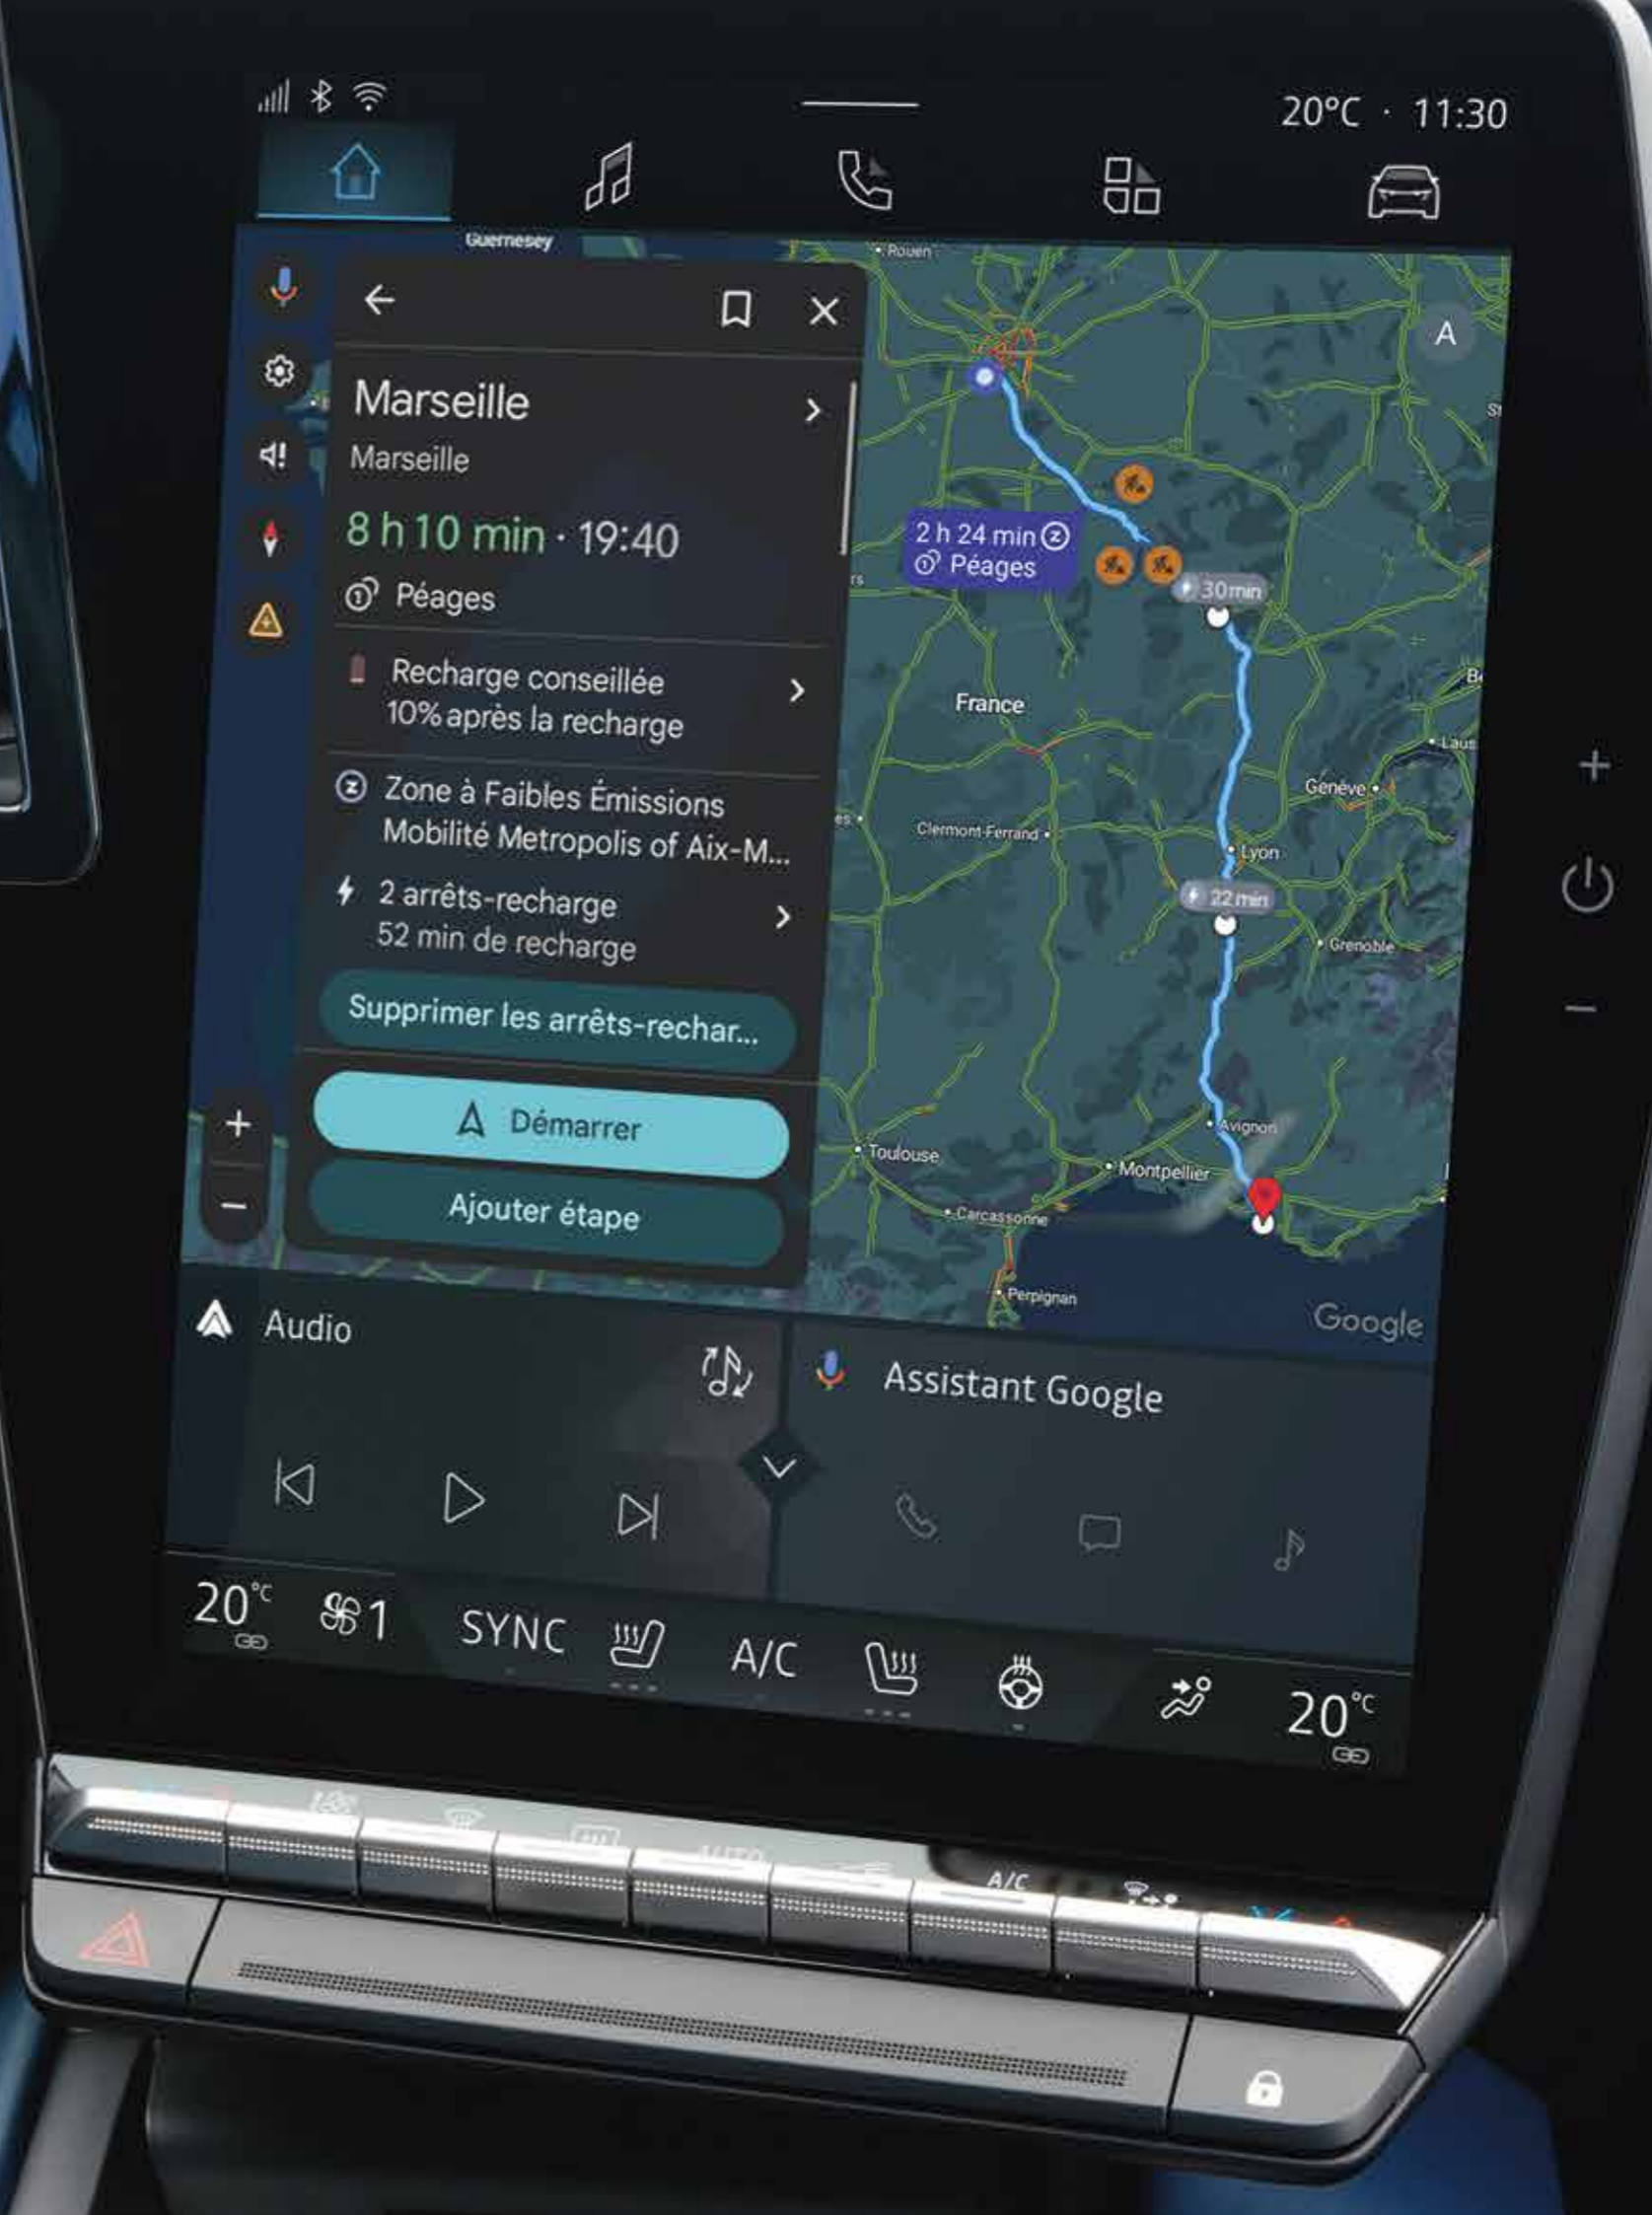 20°C · 11:30
Guernesey
Rouen
A
Marseille
Marseille
8 h 10 min · 19:40
Péages
2 h 24 min
Péages
30 min
Recharge conseillée
10% après la recharge
France
Laus
Genève
Zone à Faibles Émissions
Mobilité Metropolis of Aix-M...
Clermont-Ferrand
Lyon
2 arrêts-recharge
52 min de recharge
22 min
Grenoble
Supprimer les arrêts-rechar...
Démarrer
Ajouter étape
Avignon
Toulouse
Montpellier
Carcassonne
Perpignan
Google
Audio
Assistant Google
20°C
1
SYNC
A/C
20°C
AUTO
A/C